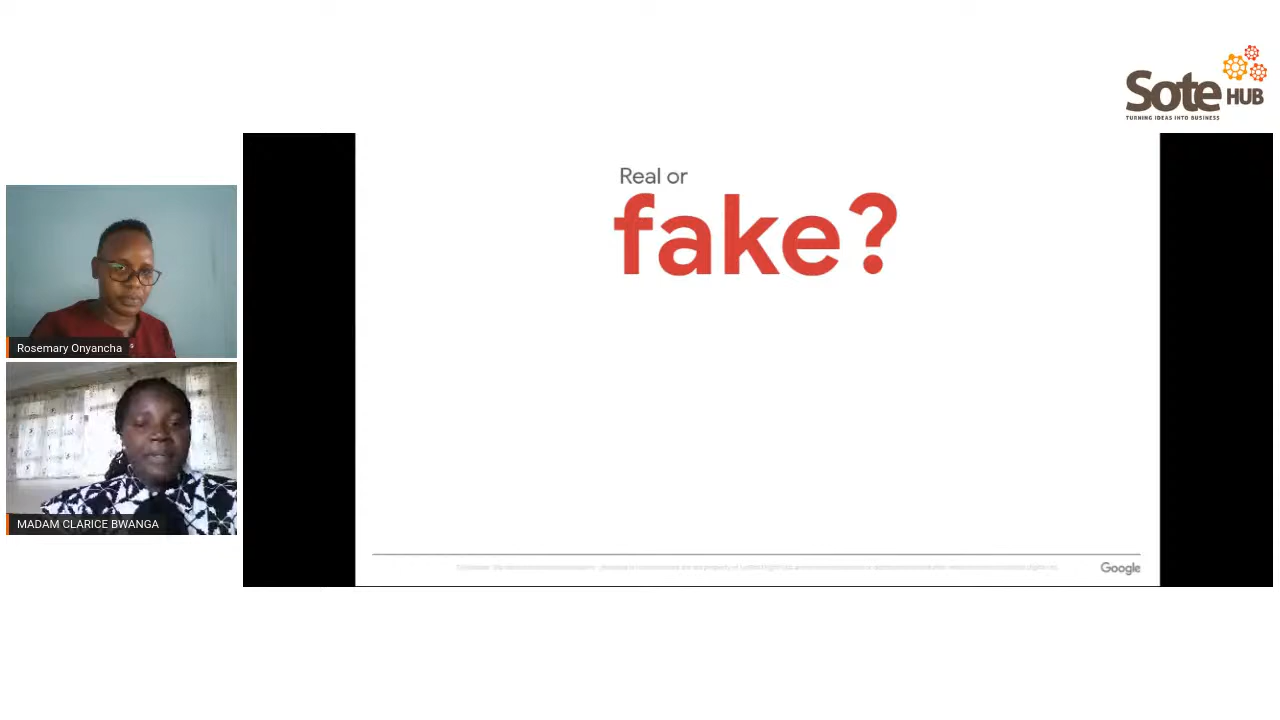 Sote HUB
TURNING IDEAS INTO BUSINESS
Real or
fake?
Rosemary Onyancha
MADAM CLARICE BWANGA
Google